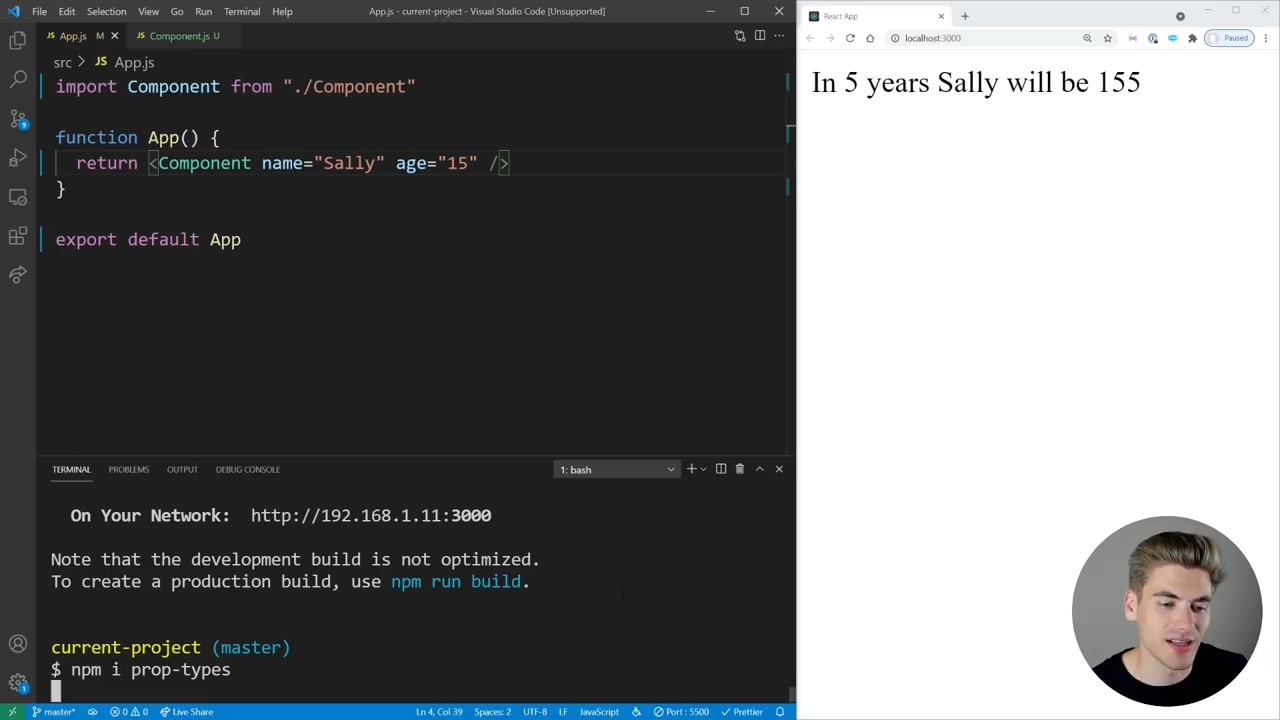 File Edit Selection View Go Run Terminal Help
App.js - current-project - Visual Studio Code [Unsupported]
App.js M
Component.js U
src > App.js
import Component from "./Component"
function App() {
return <Component name="Sally" age="15" />
}
export default App
TERMINAL PROBLEMS OUTPUT DEBUG CONSOLE
1: bash
On Your Network: http://192.168.1.11:3000
Note that the development build is not optimized.
To create a production build, use npm run build.
current-project (master)
$ npm i prop-types
9
1
master* 0 0 Live Share
Ln 4, Col 39 Spaces: 2 UTF-8 LF JavaScript Port : 5500 Prettier
React App
localhost:3000
Paused
In 5 years Sally will be 155